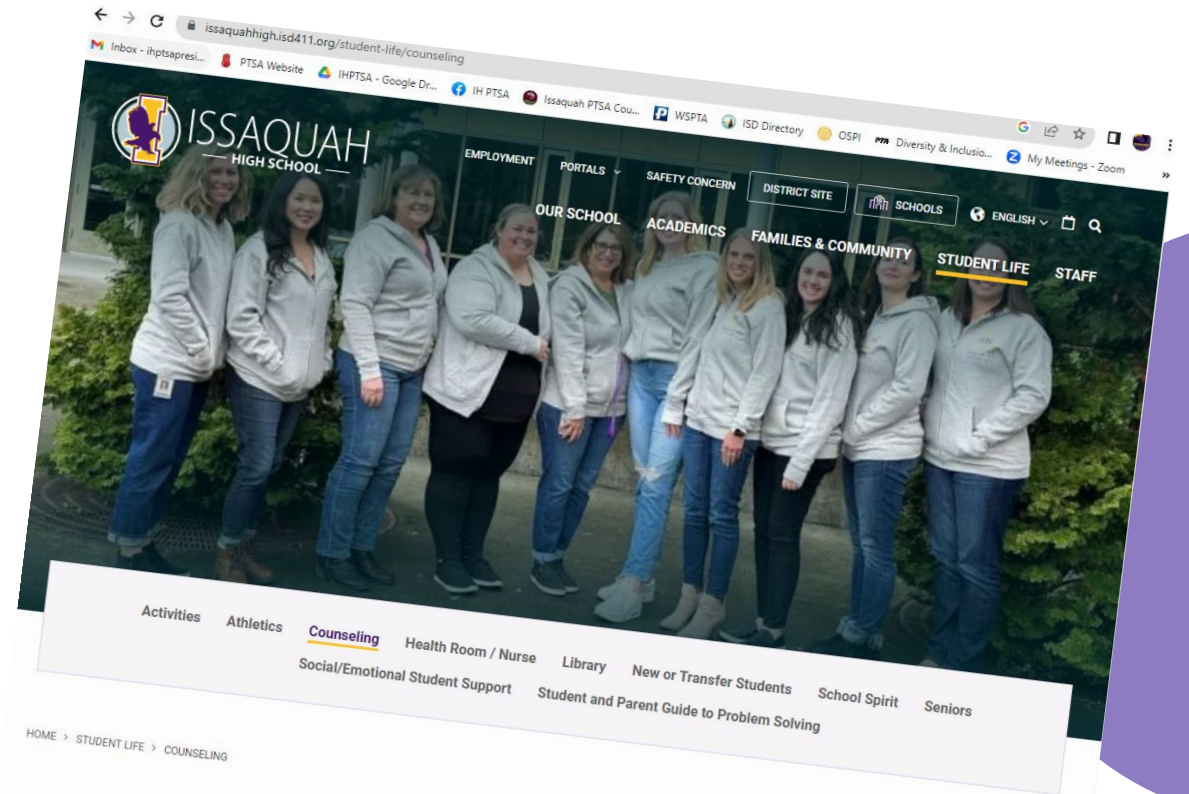 issaquahhigh.isd411.org/student-life/counseling
Inbox - ihptsapresi... PTSA Website IHPTSA - Google Dr... IH PTSA Issaquah PTSA Cou... WSPTA ISD Directory OSPI Diversity & Inclusio... My Meetings - Zoom »
ISSAQUAH
HIGH SCHOOL
EMPLOYMENT PORTALS SAFETY CONCERN DISTRICT SITE SCHOOLS ENGLISH
OUR SCHOOL ACADEMICS FAMILIES & COMMUNITY STUDENT LIFE STAFF
Activities Athletics Counseling Health Room / Nurse Library New or Transfer Students School Spirit Seniors
Social/Emotional Student Support Student and Parent Guide to Problem Solving
HOME > STUDENT LIFE > COUNSELING